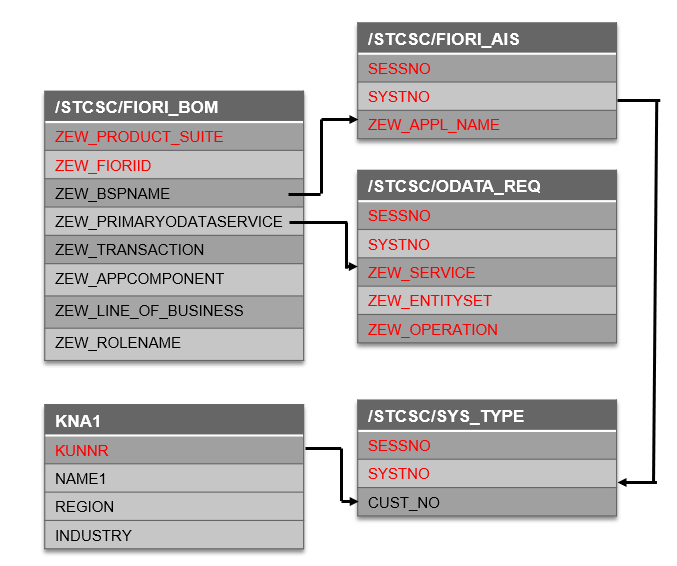 /STCSC/FIORI_BOM
ZEW_PRODUCT_SUITE
ZEW_FIORIID
ZEW_BSPNAME
ZEW_PRIMARYODATASERVICE
ZEW_TRANSACTION
ZEW_APPCOMPONENT
ZEW_LINE_OF_BUSINESS
ZEW_ROLENAME
/STCSC/FIORI_AIS
SESSNO
SYSTNO
ZEW_APPL_NAME
/STCSC/ODATA_REQ
SESSNO
SYSTNO
ZEW_SERVICE
ZEW_ENTITYSET
ZEW_OPERATION
KNA1
KUNNR
NAME1
REGION
INDUSTRY
/STCSC/SYS_TYPE
SESSNO
SYSTNO
CUST_NO